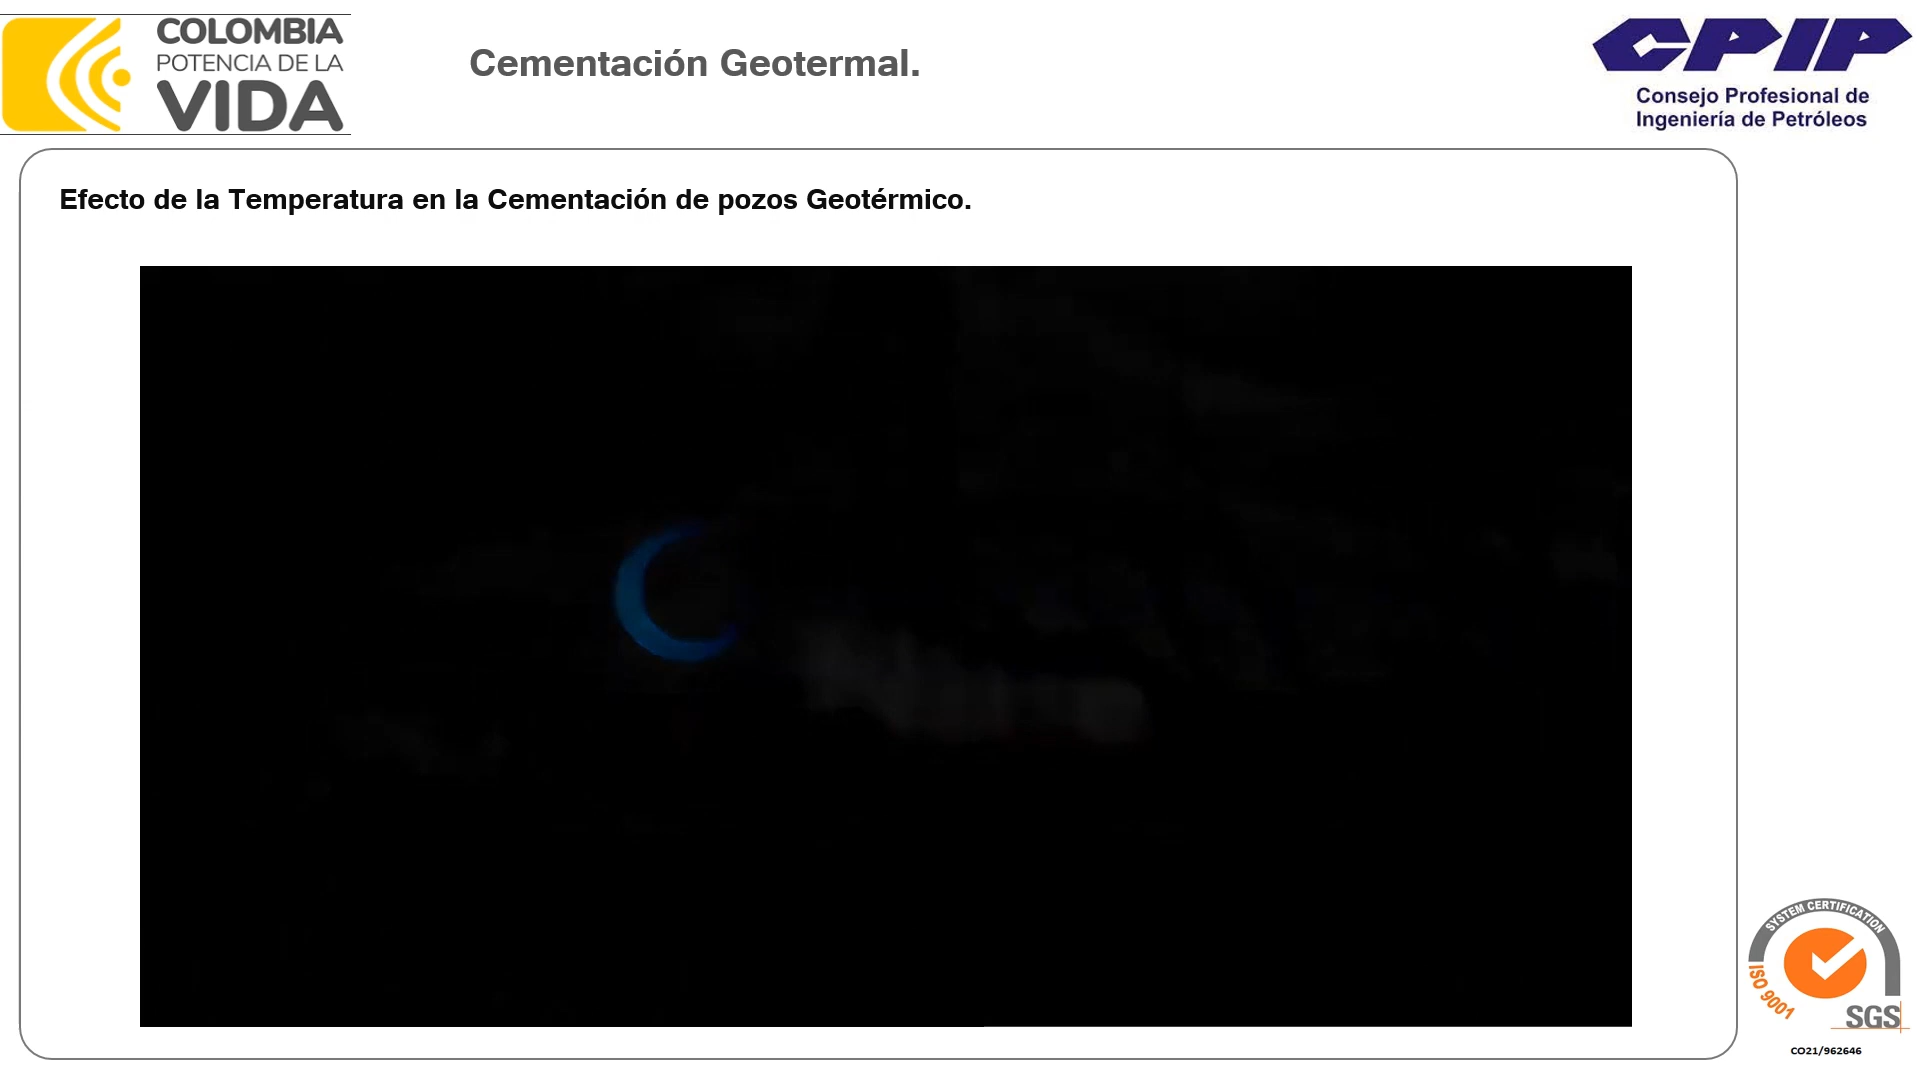 COLOMBIA
POTENCIA DE LA
VIDA
Cementación Geotermal.
CPIP
Consejo Profesional de
Ingeniería de Petróleos
Efecto de la Temperatura en la Cementación de pozos Geotérmico.
SYSTEM CERTIFICATION
ISO 9001
SGS
CO21/962646